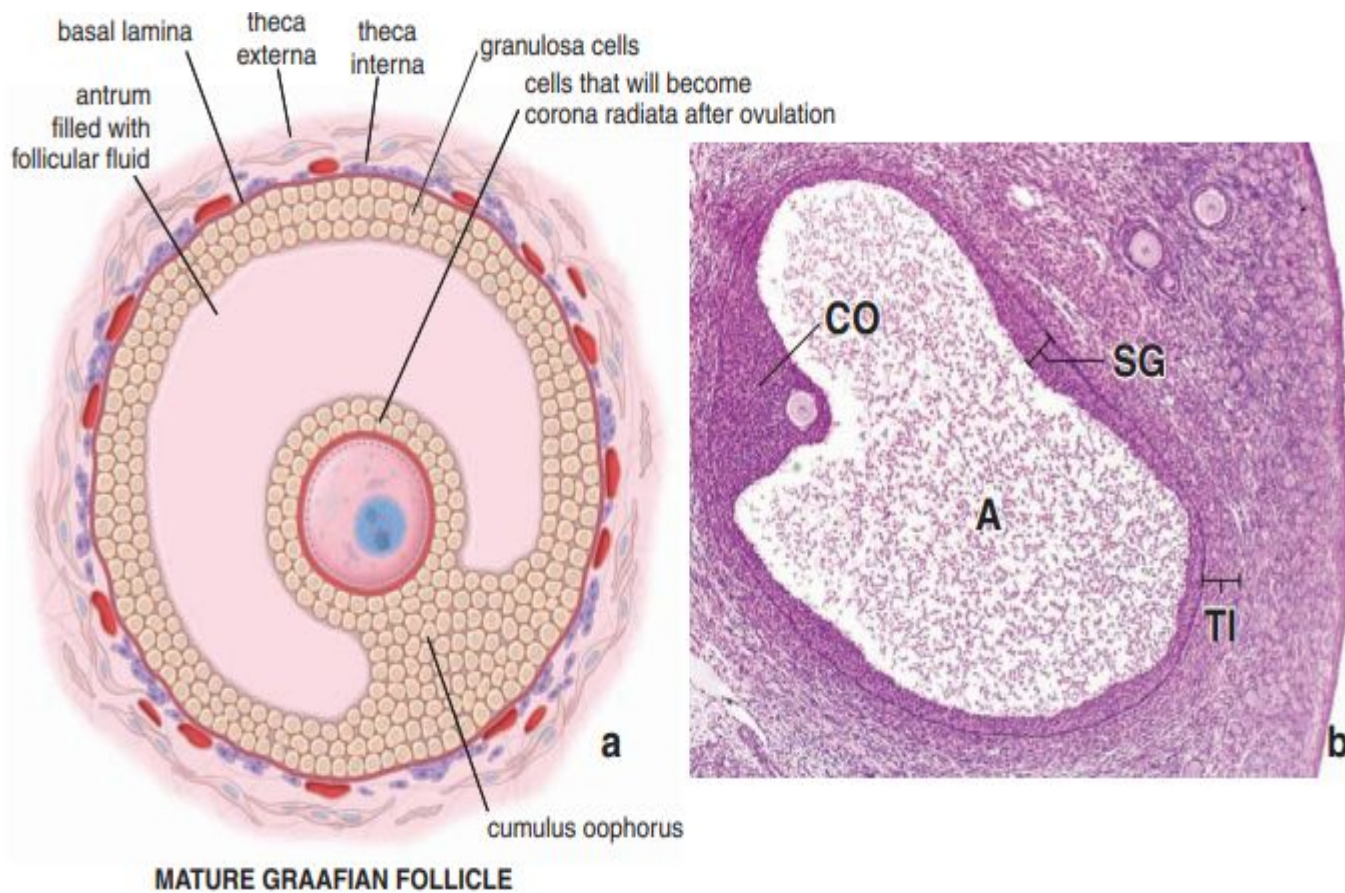 basal lamina
theca
externa
theca
interna
granulosa cells
cells that will become
corona radiata after ovulation
antrum
filled with
follicular fluid
CO
SG
A
TI
a
b
cumulus oophorus
MATURE GRAAFIAN FOLLICLE